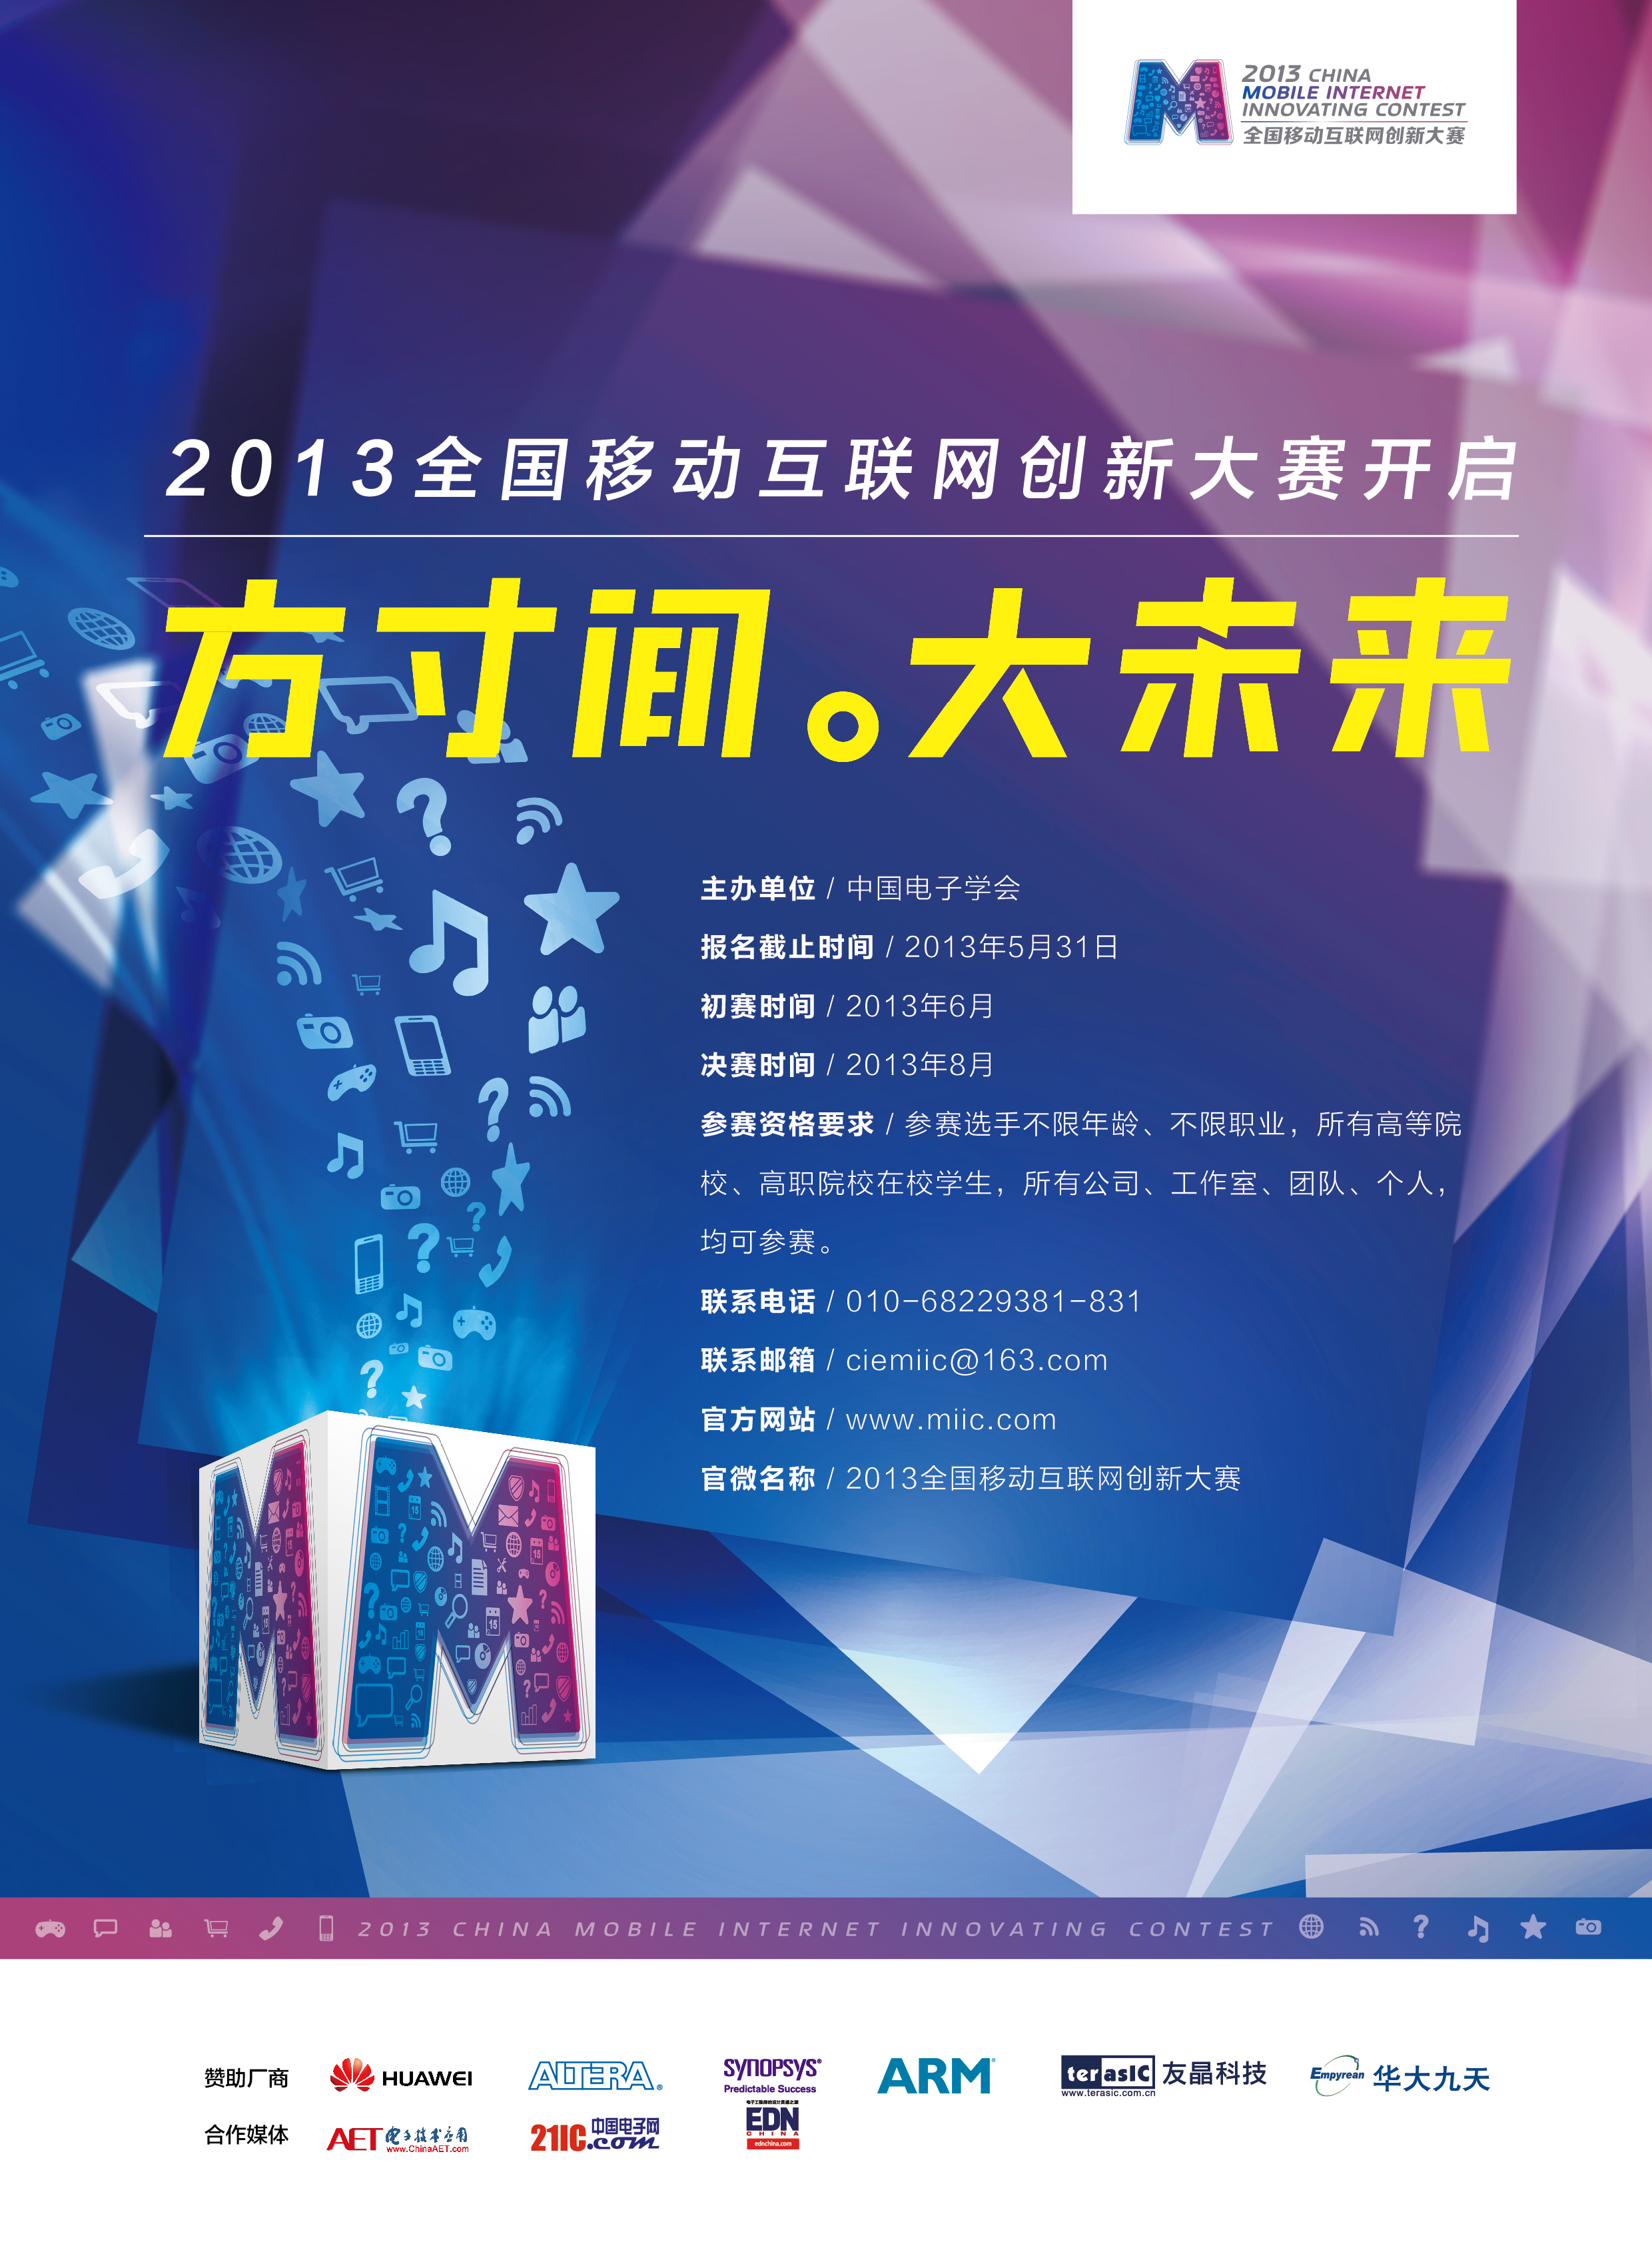 2013 CHINA
MOBILE INTERNET
INNOVATING CONTEST
全国移动互联网创新大赛
2013全国移动互联网创新大赛开启
方寸间。大未来
主办单位 / 中国电子学会
报名截止时间 / 2013年5月31日
初赛时间 / 2013年6月
决赛时间 / 2013年8月
参赛资格要求 / 参赛选手不限年龄、不限职业，所有高等院
校、高职院校在校学生，所有公司、工作室、团队、个人，
均可参赛。
联系电话 / 010-68229381-831
联系邮箱 / ciemiic@163.com
官方网站 / www.miic.com
官微名称 / 2013全国移动互联网创新大赛
2013 CHINA MOBILE INTERNET INNOVATING CONTEST
赞助厂商 HUAWEI ALTERA® SYNOPSYS® ARM® terasIC 友晶科技 Empyrean 华大九天
Predictable Success www.terasic.com.cn
合作媒体 AET 电子技术应用 21IC 中国电子网 .com EDN
www.ChinaAET.com CHINA
ednchina.com